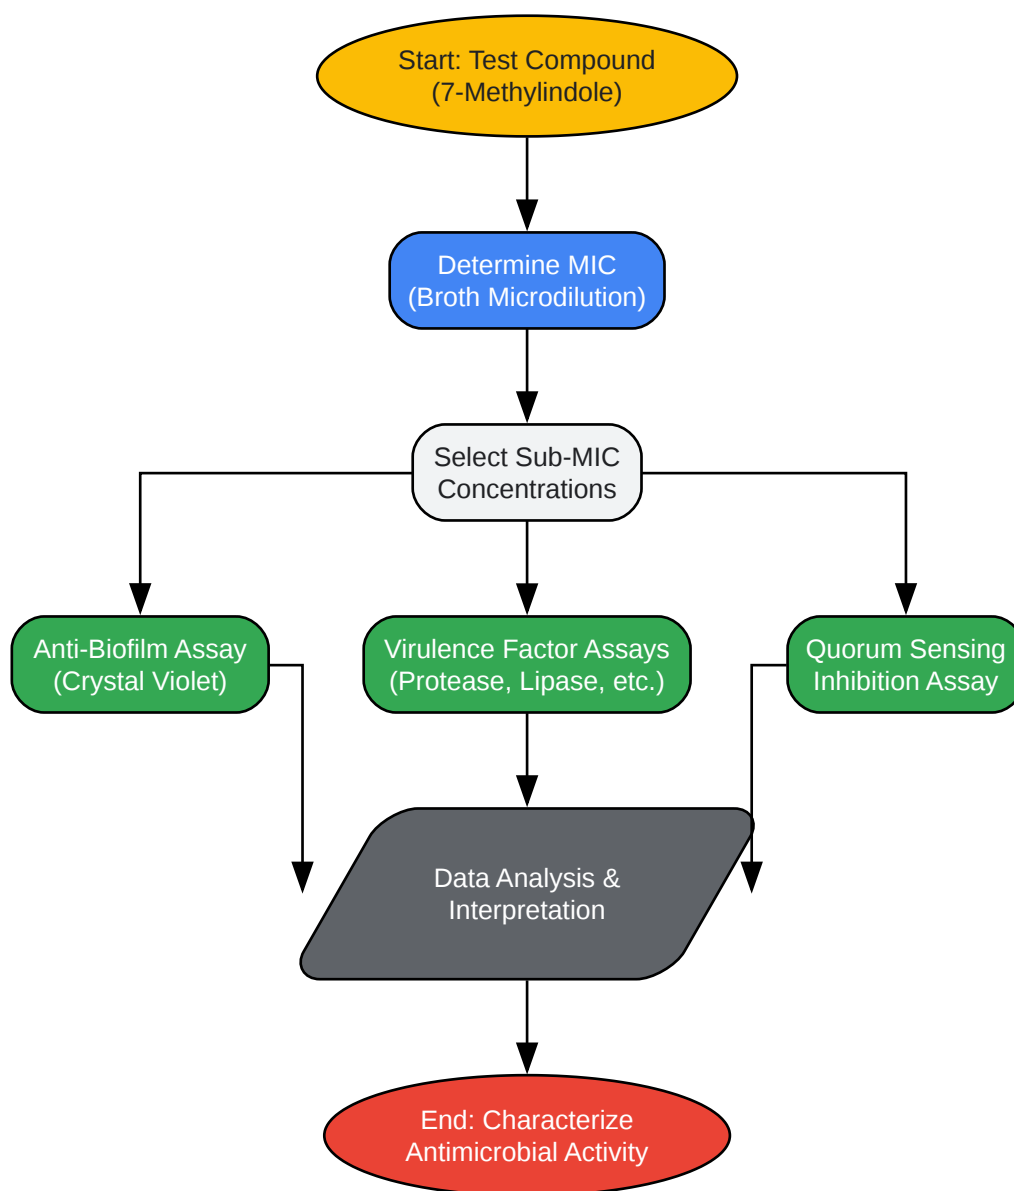 Start: Test Compound
(7-Methylindole)
Determine MIC
(Broth Microdilution)
Select Sub-MIC
Concentrations
Anti-Biofilm Assay
(Crystal Violet)
Virulence Factor Assays
(Protease, Lipase, etc.)
Quorum Sensing
Inhibition Assay
Data Analysis &
Interpretation
End: Characterize
Antimicrobial Activity